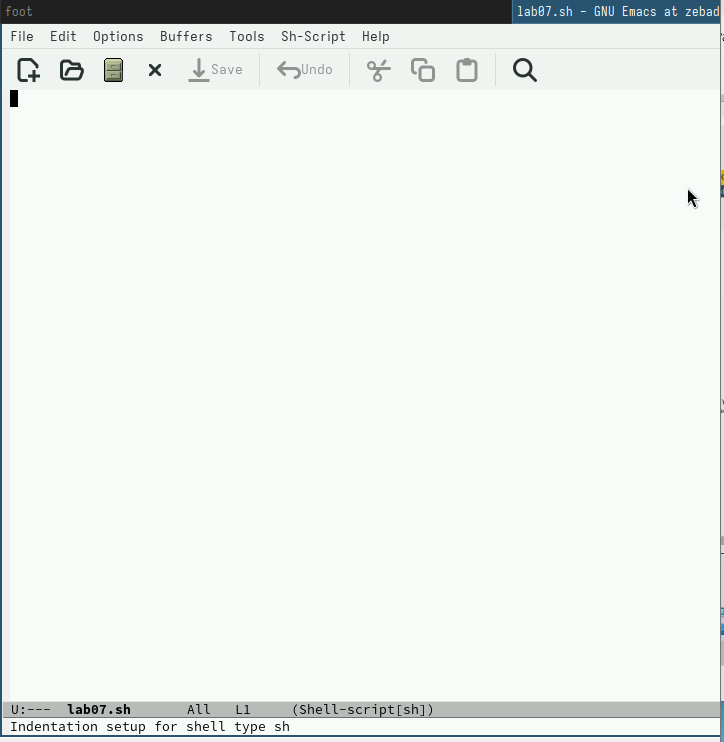 foot
lab07.sh - GNU Emacs at zebad
File Edit Options Buffers Tools Sh-Script Help
Save Undo
U:--- lab07.sh All L1 (Shell-script[sh])
Indentation setup for shell type sh